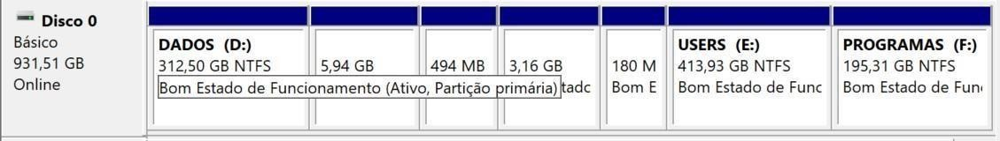 Disco 0
Básico
931,51 GB
Online
DADOS (D:)
312,50 GB NTFS
Bom Estado de Funcionamento (Ativo, Partição primária)
5,94 GB
494 MB
3,16 GB
180 M
Bom E
USERS (E:)
413,93 GB NTFS
Bom Estado de Func
PROGRAMAS (F:)
195,31 GB NTFS
Bom Estado de Fun